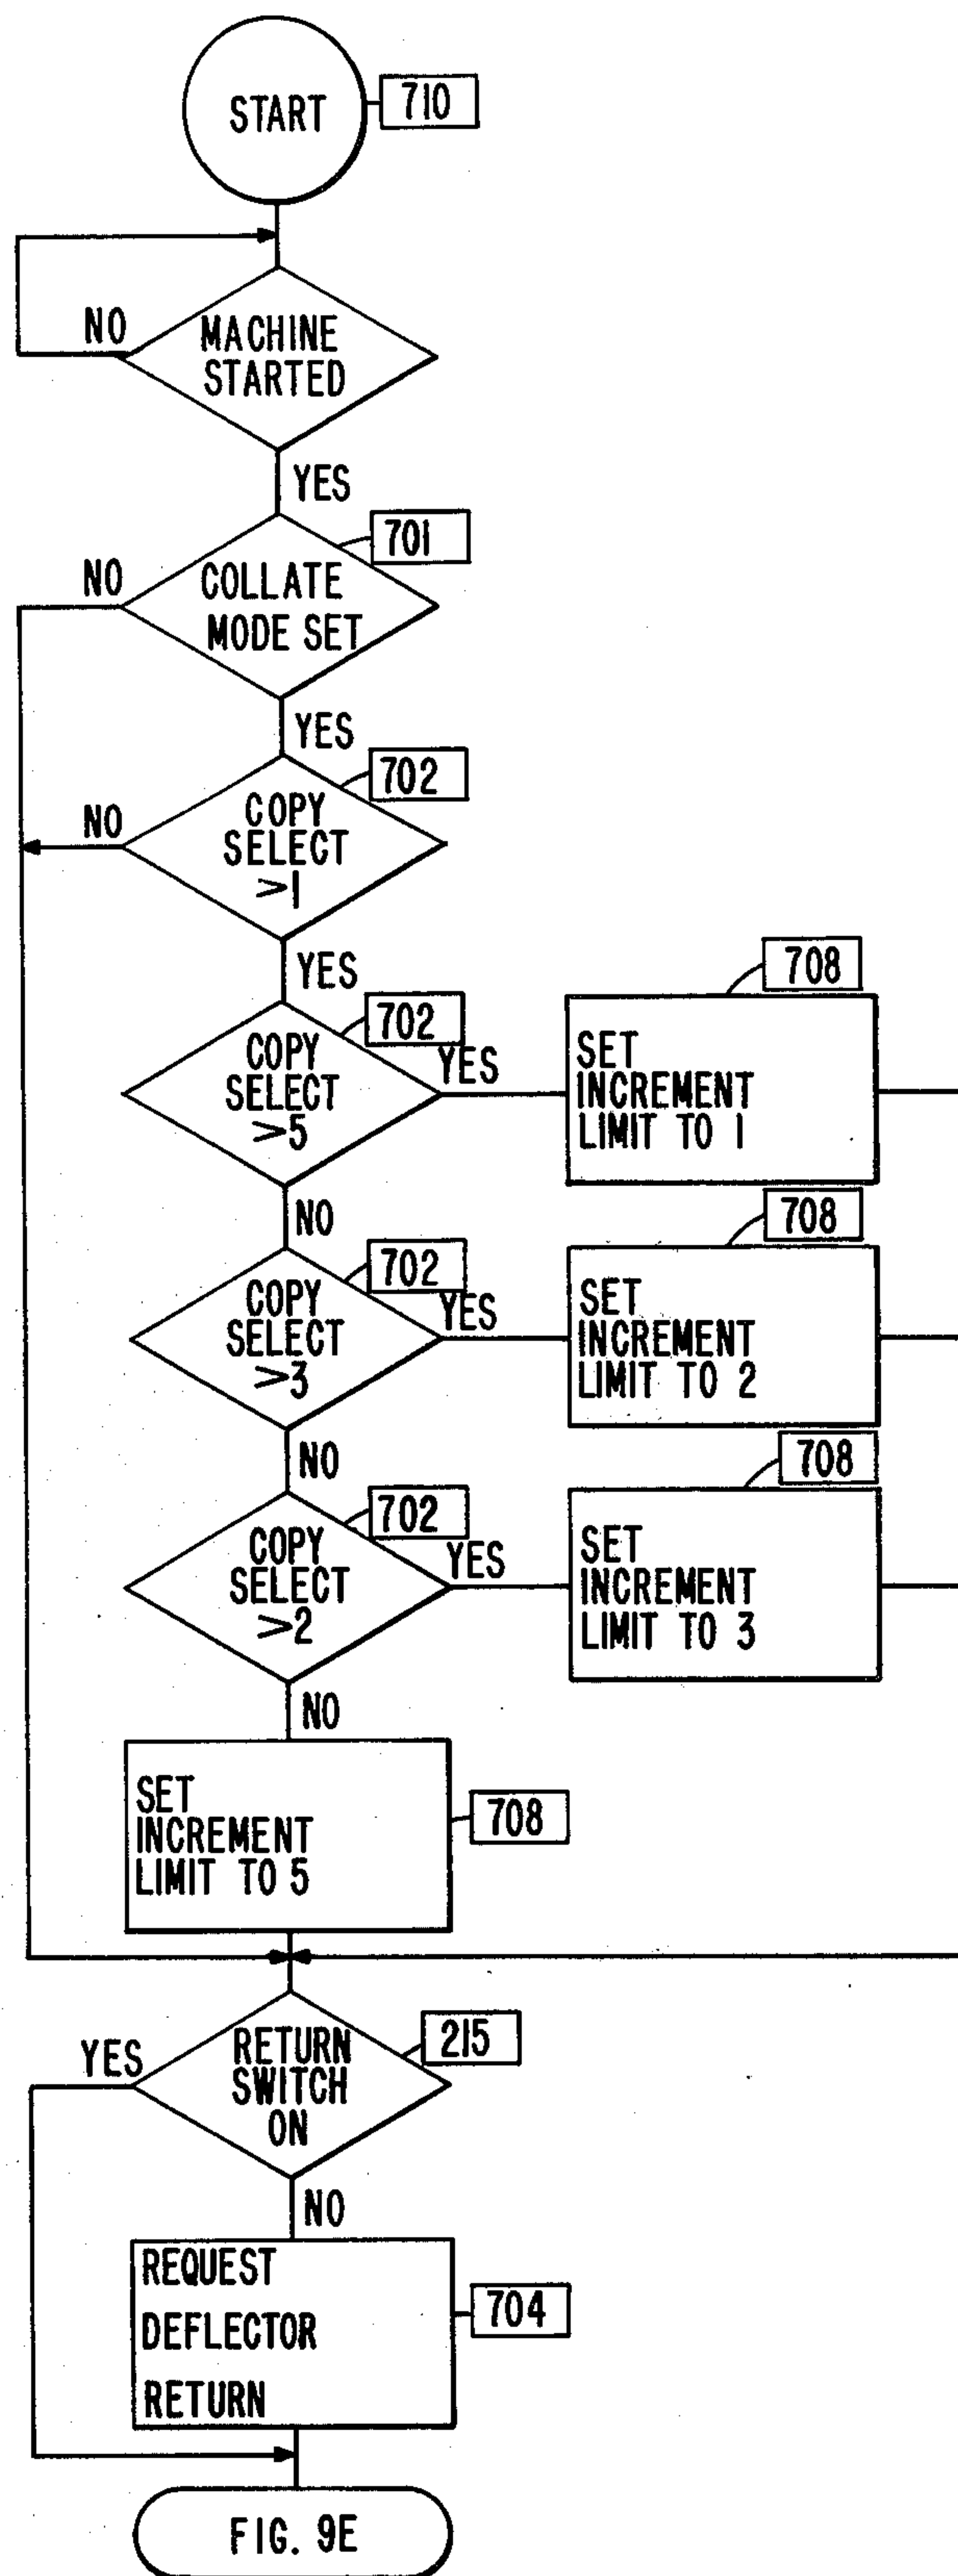 START
710
NO
MACHINE
STARTED
YES
701
NO
COLLATE
MODE SET
YES
702
NO
COPY
SELECT
>1
YES
702
COPY
SELECT
>5
YES
708
SET
INCREMENT
LIMIT TO 1
NO
702
COPY
SELECT
>3
YES
708
SET
INCREMENT
LIMIT TO 2
NO
702
COPY
SELECT
>2
YES
708
SET
INCREMENT
LIMIT TO 3
NO
SET
INCREMENT
LIMIT TO 5
708
YES
RETURN
SWITCH
ON
215
NO
REQUEST
DEFLECTOR
RETURN
704
FIG. 9E